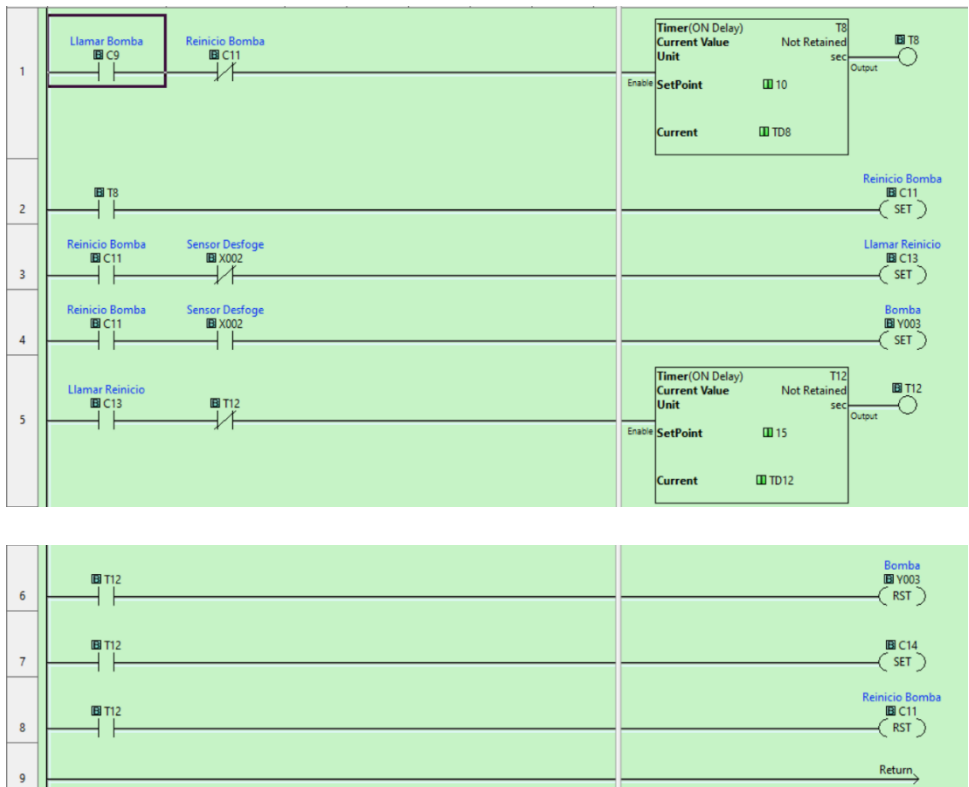 Llamar Bomba Reinicio Bomba
B C9 B C11
1
Timer(ON Delay) T8
Current Value Not Retained
Unit sec
Enable SetPoint 10
Current TD8
B T8
Output
2
B T8
Reinicio Bomba
B C11
SET
3
Reinicio Bomba Sensor Desfoge
B C11 B X002
Llamar Reinicio
B C13
SET
4
Reinicio Bomba Sensor Desfoge
B C11 B X002
Bomba
B Y003
SET
5
Llamar Reinicio
B C13 B T12
Timer(ON Delay) T12
Current Value Not Retained
Unit sec
Enable SetPoint 15
Current TD12
B T12
Output
6
B T12
Bomba
B Y003
RST
7
B T12
B C14
SET
8
B T12
Reinicio Bomba
B C11
RST
9
Return